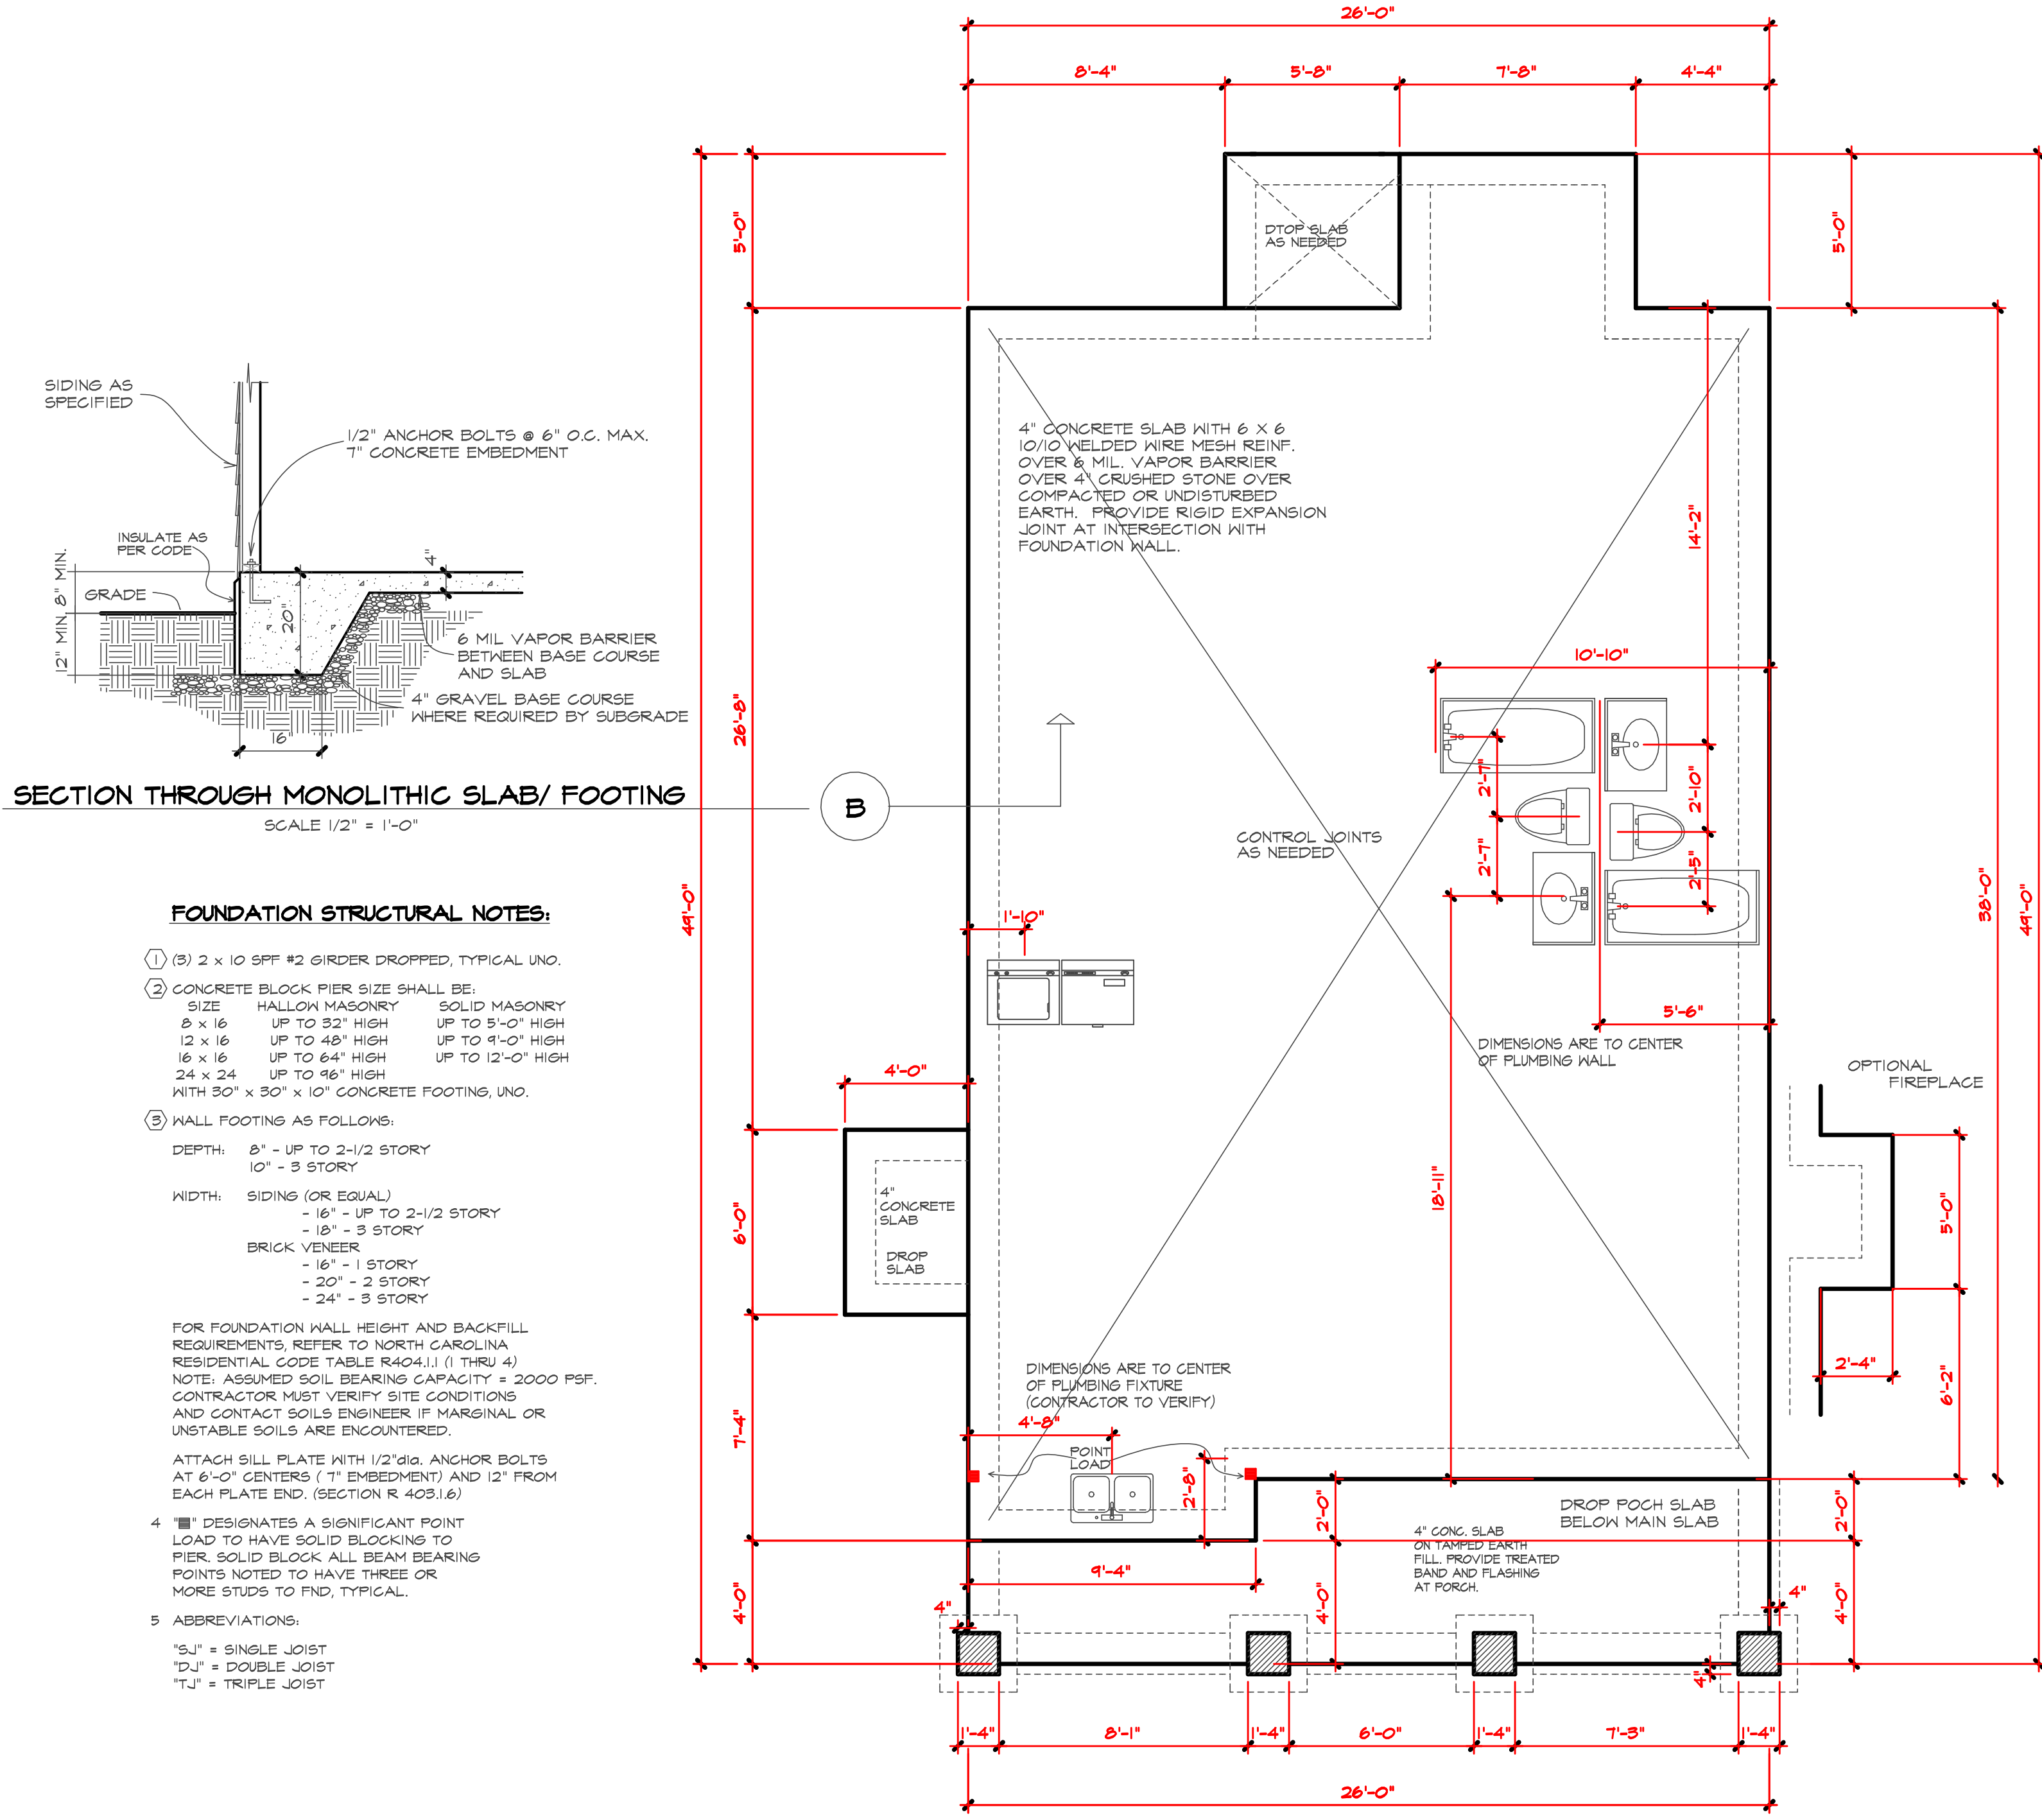 26'-0"
8'-4"
5'-8"
7'-8"
4'-4"
5'-0"
5'-0"
DTOP SLAB
AS NEEDED
SIDING AS
SPECIFIED
1/2" ANCHOR BOLTS @ 6" O.C. MAX.
7" CONCRETE EMBEDMENT
INSULATE AS
PER CODE
GRADE
12" MIN. 8" MIN.
20"
4"
6 MIL VAPOR BARRIER
BETWEEN BASE COURSE
AND SLAB
4" GRAVEL BASE COURSE
WHERE REQUIRED BY SUBGRADE
16"
SECTION THROUGH MONOLITHIC SLAB/ FOOTING
SCALE 1/2" = 1'-0"
FOUNDATION STRUCTURAL NOTES:
1 (3) 2 x 10 SPF #2 GIRDER DROPPED, TYPICAL UNO.
2 CONCRETE BLOCK PIER SIZE SHALL BE:
SIZE HALLOW MASONRY SOLID MASONRY
8 x 16 UP TO 32" HIGH UP TO 5'-0" HIGH
12 x 16 UP TO 48" HIGH UP TO 9'-0" HIGH
16 x 16 UP TO 64" HIGH UP TO 12'-0" HIGH
24 x 24 UP TO 96" HIGH
WITH 30" x 30" x 10" CONCRETE FOOTING, UNO.
3 WALL FOOTING AS FOLLOWS:
DEPTH: 8" - UP TO 2-1/2 STORY
10" - 3 STORY
WIDTH: SIDING (OR EQUAL)
- 16" - UP TO 2-1/2 STORY
- 18" - 3 STORY
BRICK VENEER
- 16" - 1 STORY
- 20" - 2 STORY
- 24" - 3 STORY
FOR FOUNDATION WALL HEIGHT AND BACKFILL
REQUIREMENTS, REFER TO NORTH CAROLINA
RESIDENTIAL CODE TABLE R404.1.1 (1 THRU 4)
NOTE: ASSUMED SOIL BEARING CAPACITY = 2000 PSF.
CONTRACTOR MUST VERIFY SITE CONDITIONS
AND CONTACT SOILS ENGINEER IF MARGINAL OR
UNSTABLE SOILS ARE ENCOUNTERED.
ATTACH SILL PLATE WITH 1/2"dia. ANCHOR BOLTS
AT 6'-0" CENTERS ( 7" EMBEDMENT) AND 12" FROM
EACH PLATE END. (SECTION R 403.1.6)
4 "▦" DESIGNATES A SIGNIFICANT POINT
LOAD TO HAVE SOLID BLOCKING TO
PIER. SOLID BLOCK ALL BEAM BEARING
POINTS NOTED TO HAVE THREE OR
MORE STUDS TO FND, TYPICAL.
5 ABBREVIATIONS:
"SJ" = SINGLE JOIST
"DJ" = DOUBLE JOIST
"TJ" = TRIPLE JOIST
49'-0"
26'-8"
6'-0"
7'-4"
4'-0"
B
4" CONCRETE SLAB WITH 6 X 6
10/10 WELDED WIRE MESH REINF.
OVER 6 MIL. VAPOR BARRIER
OVER 4" CRUSHED STONE OVER
COMPACTED OR UNDISTURBED
EARTH. PROVIDE RIGID EXPANSION
JOINT AT INTERSECTION WITH
FOUNDATION WALL.
14'-2"
10'-10"
2'-7"
2'-10"
2'-7"
2'-5"
CONTROL JOINTS
AS NEEDED
1'-10"
5'-6"
DIMENSIONS ARE TO CENTER
OF PLUMBING WALL
38'-0"
49'-0"
4'-0"
4"
CONCRETE
SLAB
DROP
SLAB
18'-11"
OPTIONAL
FIREPLACE
5'-0"
2'-4"
6'-2"
DIMENSIONS ARE TO CENTER
OF PLUMBING FIXTURE
(CONTRACTOR TO VERIFY)
4'-8"
POINT
LOAD
2'-8"
2'-0"
DROP POCH SLAB
BELOW MAIN SLAB
2'-0"
4" CONC. SLAB
ON TAMPED EARTH
FILL. PROVIDE TREATED
BAND AND FLASHING
AT PORCH.
9'-4"
4"
4'-0"
4"
4'-0"
4"
1'-4"
8'-1"
1'-4"
6'-0"
1'-4"
7'-3"
1'-4"
26'-0"